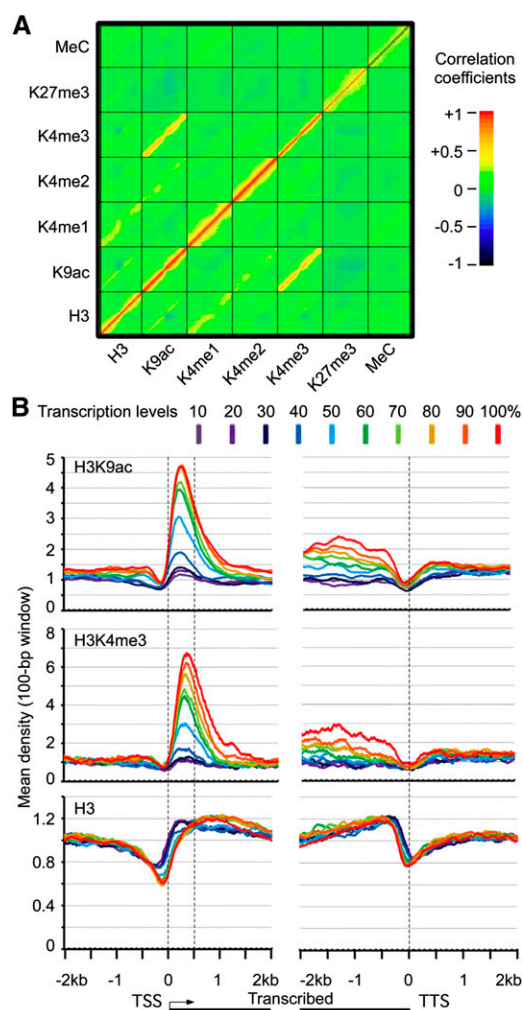 A
MeC
K27me3
K4me3
K4me2
K4me1
K9ac
H3
H3 K9ac K4me1 K4me2 K4me3 K27me3 MeC
Correlation
coefficients
+1
+0.5
0
-0.5
-1
B
Transcription levels 10 20 30 40 50 60 70 80 90 100%
Mean density (100-bp window)
H3K9ac
5
4
3
2
1
0
H3K4me3
8
6
4
2
0
H3
1.2
0.8
0.4
0
-2kb -1 0 1 2kb -2kb -1 0 1 2kb
TSS Transcribed TTS